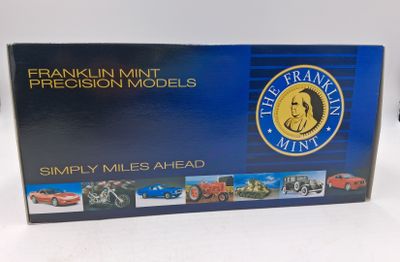 FRANKLIN MINT
PRECISION MODELS
THE FRANKLIN
MINT
SIMPLY MILES AHEAD